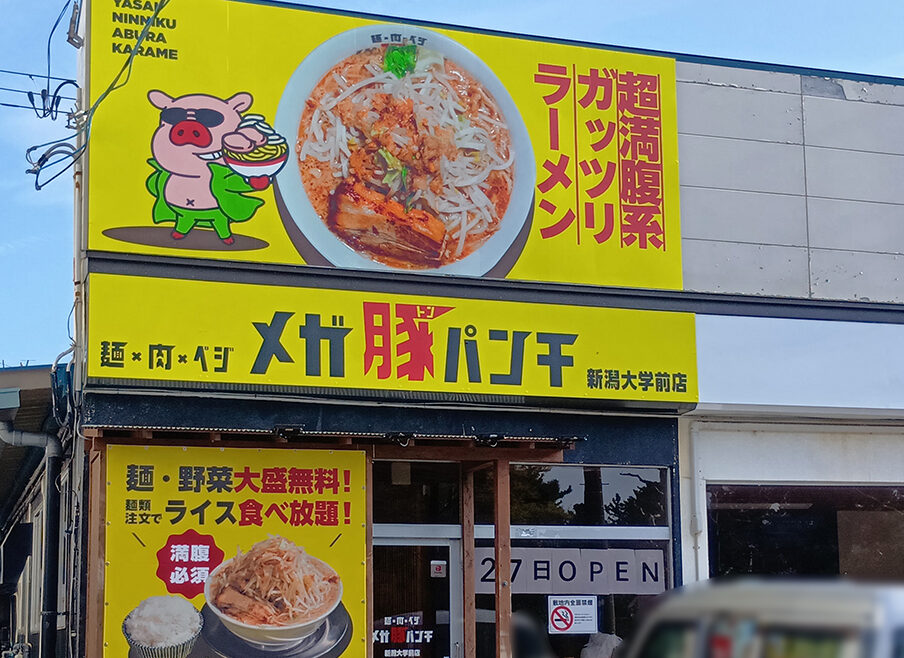 YASAI
NINNIKU
ABURA
KARAME
麺・肉・ベジ
超満腹系
ガッツリ
ラーメン
麺×肉×ベジ メガ豚パンチ 新潟大学前店
トン
麺・野菜大盛無料!
麺類注文でライス食べ放題!
満腹
必須
27日OPEN
敷地内全面禁煙
麺・肉・ベジ
メガ豚パンチ
新潟大学前店